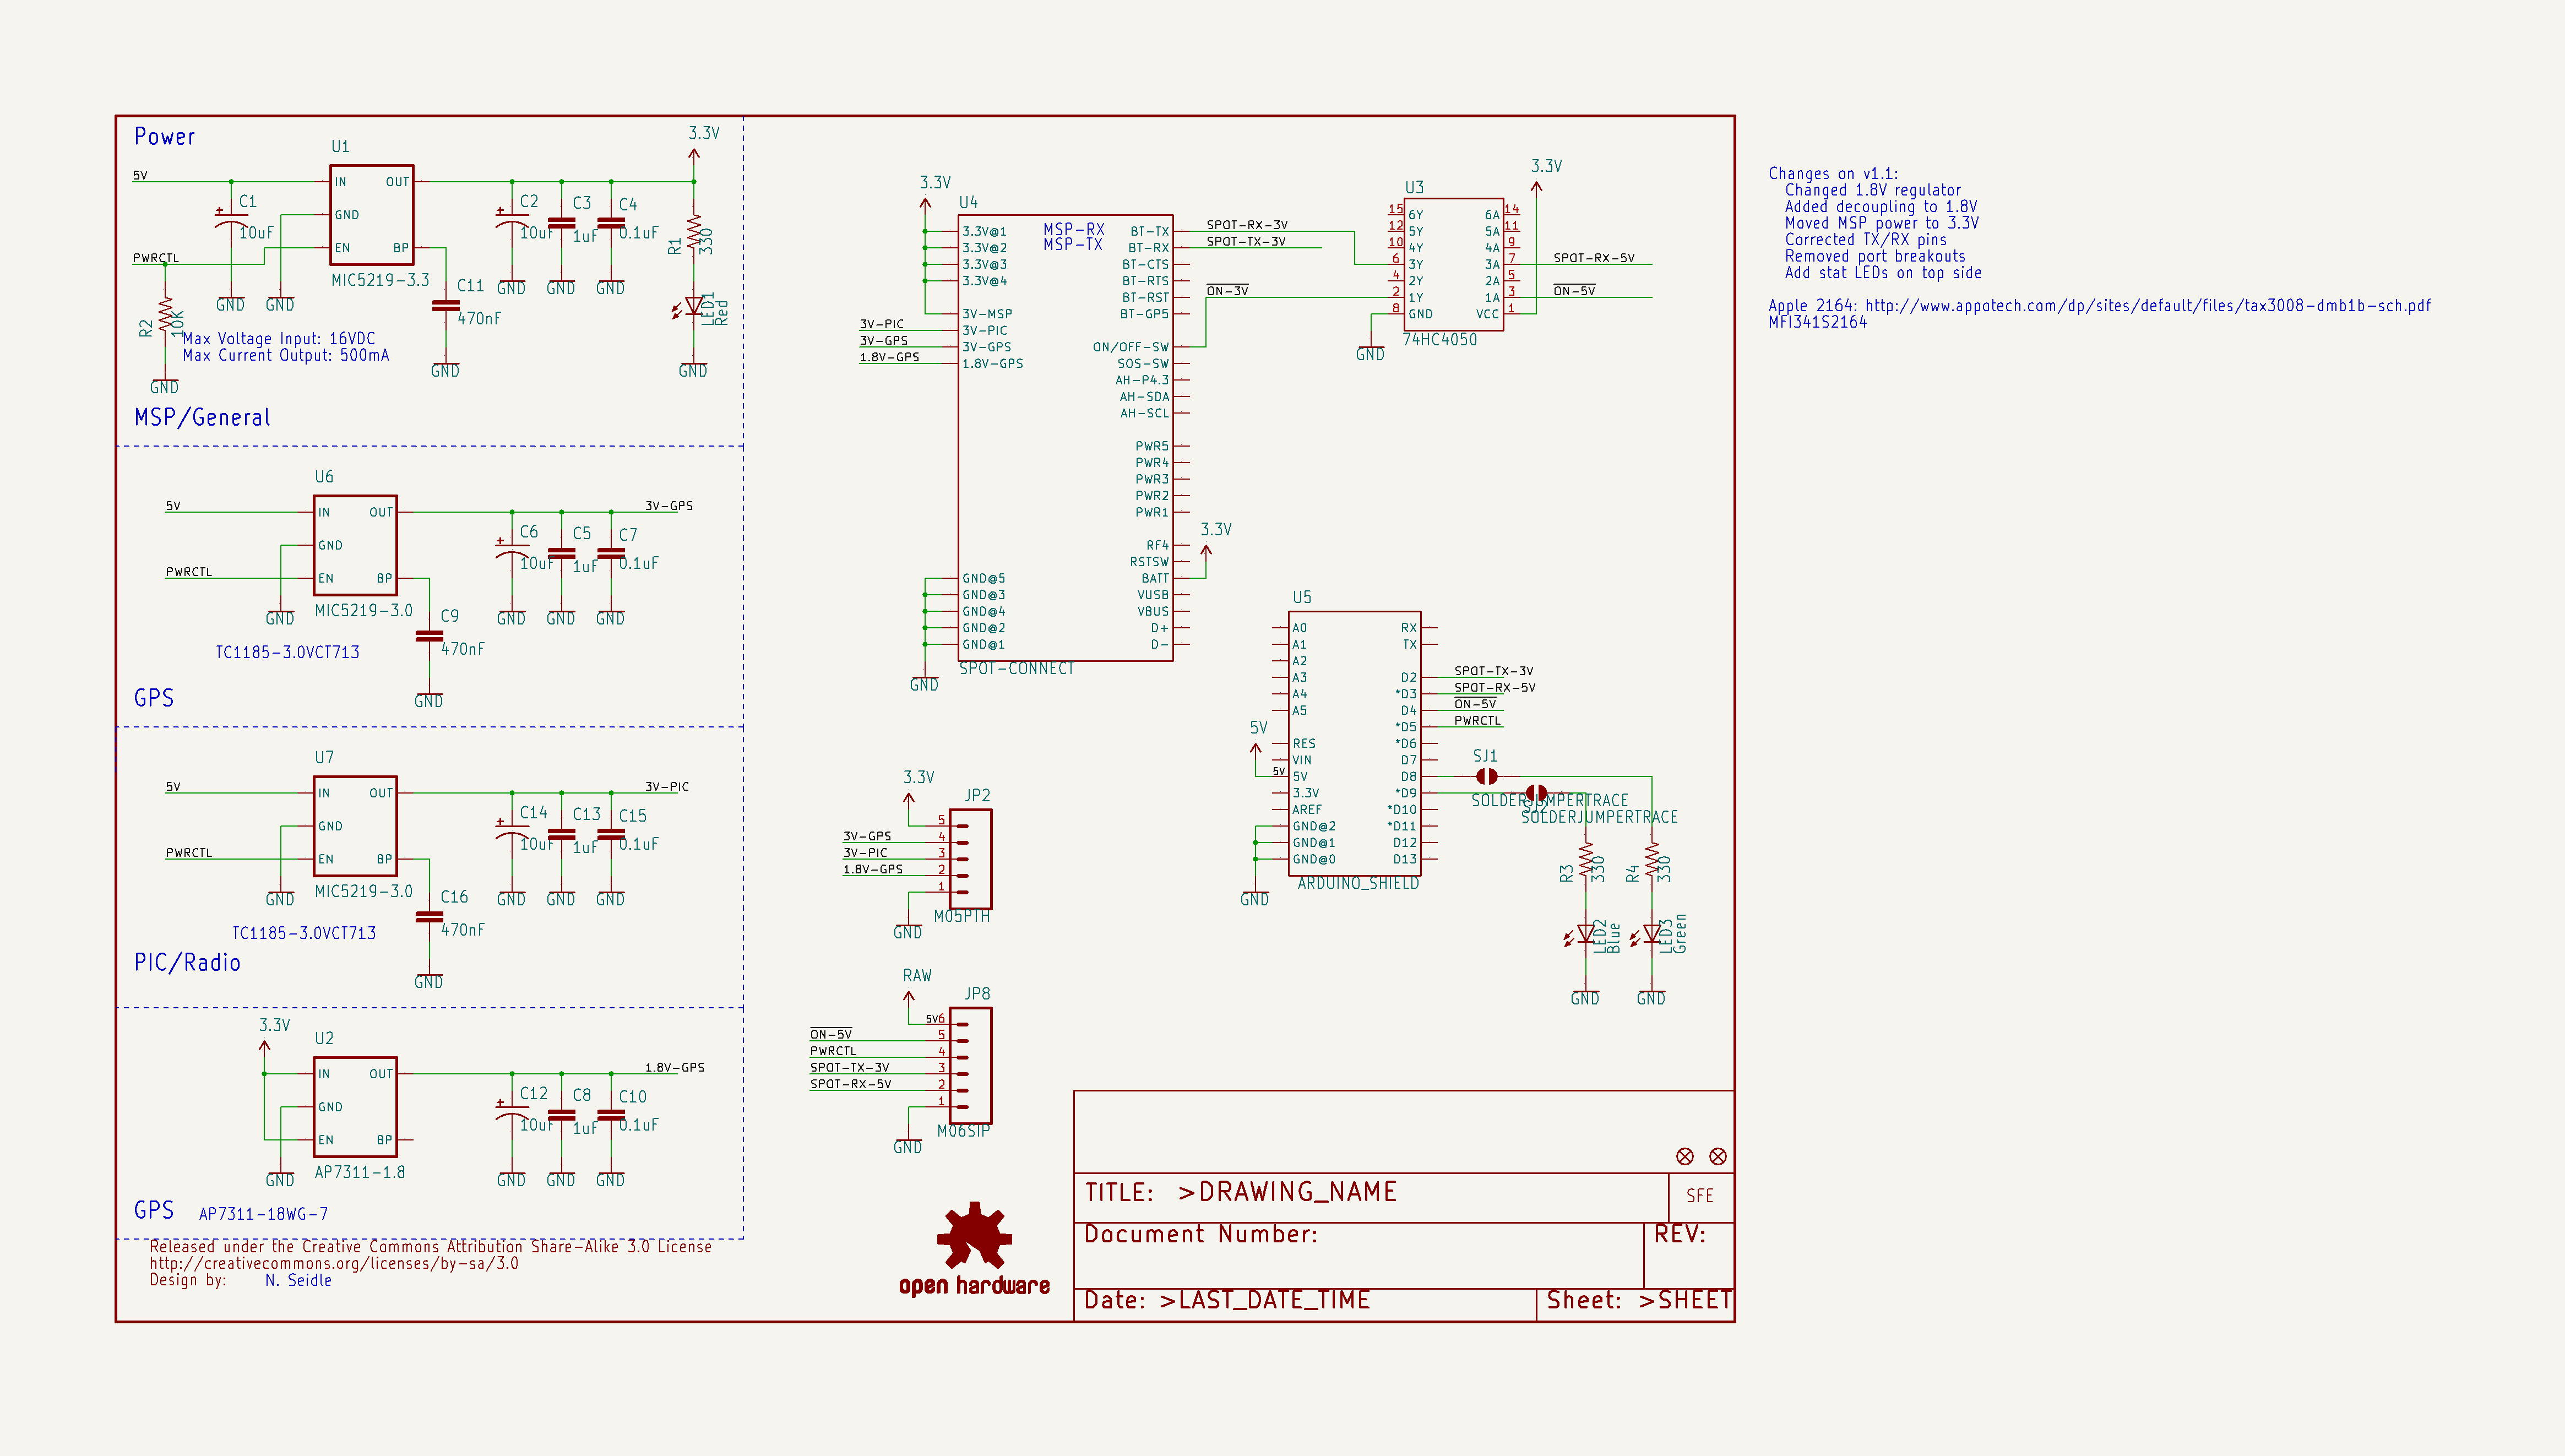 Power
5V
PWRCTL
U1
IN
GND
EN
OUT
BP
MIC5219-3.3
C1
10uF
GND
GND
R2
10K
GND
Max Voltage Input: 16VDC
Max Current Output: 500mA
C11
470nF
GND
C2
10uF
GND
C3
1uF
GND
C4
0.1uF
GND
3.3V
R1
330
LED1
Red
GND
MSP/General
U6
5V
PWRCTL
IN
GND
EN
OUT
BP
MIC5219-3.0
GND
TC1185-3.0VCT713
C9
470nF
GND
C6
10uF
GND
C5
1uF
GND
C7
0.1uF
GND
3V-GPS
GPS
U7
5V
PWRCTL
IN
GND
EN
OUT
BP
MIC5219-3.0
GND
TC1185-3.0VCT713
C16
470nF
GND
C14
10uF
GND
C13
1uF
GND
C15
0.1uF
GND
3V-PIC
PIC/Radio
3.3V
U2
IN
GND
EN
OUT
BP
AP7311-1.8
GND
C12
10uF
GND
C8
1uF
GND
C10
0.1uF
GND
1.8V-GPS
GPS
AP7311-18WG-7
Released under the Creative Commons Attribution Share-Alike 3.0 License
http://creativecommons.org/licenses/by-sa/3.0
Design by: N. Seidle
3.3V
U4
MSP-RX
MSP-TX
3.3V@1
3.3V@2
3.3V@3
3.3V@4
3V-MSP
3V-PIC
3V-GPS
1.8V-GPS
3V-PIC
3V-GPS
1.8V-GPS
GND@5
GND@3
GND@4
GND@2
GND@1
GND
BT-TX
BT-RX
BT-CTS
BT-RTS
BT-RST
BT-GP5
ON/OFF-SW
SOS-SW
AH-P4.3
AH-SDA
AH-SCL
PWR5
PWR4
PWR3
PWR2
PWR1
RF4
RSTSW
BATT
VUSB
VBUS
D+
D-
SPOT-CONNECT
3.3V
SPOT-RX-3V
SPOT-TX-3V
ON-3V
U3
15 6Y 6A 14
12 5Y 5A 11
10 4Y 4A 9
6 3Y 3A 7
4 2Y 2A 5
2 1Y 1A 3
8 GND VCC 1
74HC4050
GND
3.3V
SPOT-RX-5V
ON-5V
U5
A0
A1
A2
A3
A4
A5
RES
VIN
5V
3.3V
AREF
GND@2
GND@1
GND@0
RX
TX
D2
*D3
D4
*D5
*D6
D7
D8
*D9
*D10
*D11
D12
D13
ARDUINO_SHIELD
5V
5V
GND
SPOT-TX-3V
SPOT-RX-5V
ON-5V
PWRCTL
SJ1
SOLDERJUMPERTRACE
SJ2
SOLDERJUMPERTRACE
R3
330
R4
330
LED2
Blue
LED3
Green
GND
GND
3.3V
JP2
5
3V-GPS 4
3V-PIC 3
1.8V-GPS 2
1
M05PTH
GND
RAW
JP8
5V 6
ON-5V 5
PWRCTL 4
SPOT-TX-3V 3
SPOT-RX-5V 2
1
M06SIP
GND
open hardware
TITLE: >DRAWING_NAME
SFE
Document Number:
REV:
Date: >LAST_DATE_TIME
Sheet: >SHEET
Changes on v1.1:
Changed 1.8V regulator
Added decoupling to 1.8V
Moved MSP power to 3.3V
Corrected TX/RX pins
Removed port breakouts
Add stat LEDs on top side
Apple 2164: http://www.appotech.com/dp/sites/default/files/tax3008-dmb1b-sch.pdf
MFI341S2164